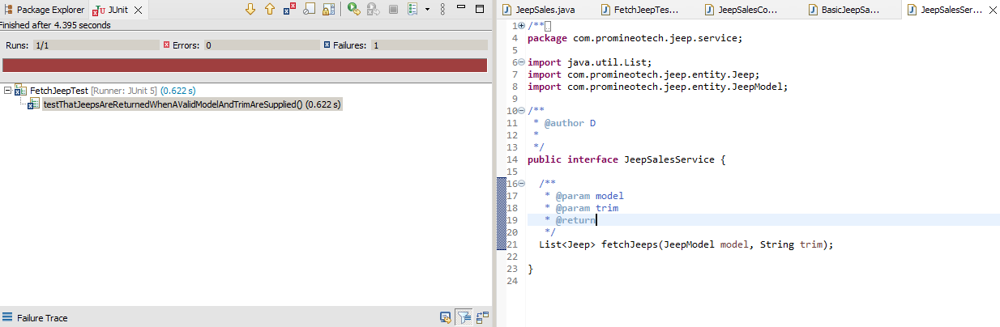 Package Explorer JUnit
Finished after 4.395 seconds
Runs: 1/1 Errors: 0 Failures: 1
FetchJeepTest [Runner: JUnit 5] (0.622 s)
testThatJeepsAreReturnedWhenAValidModelAndTrimAreSupplied() (0.622 s)
Failure Trace
JeepSales.java FetchJeepTes... JeepSalesCo... BasicJeepSa... JeepSalesSer...
1 /**
4 package com.promineotech.jeep.service;
5
6 import java.util.List;
7 import com.promineotech.jeep.entity.Jeep;
8 import com.promineotech.jeep.entity.JeepModel;
9
10 /**
11 * @author D
12 *
13 */
14 public interface JeepSalesService {
15
16 /**
17 * @param model
18 * @param trim
19 * @return
20 */
21 List<Jeep> fetchJeeps(JeepModel model, String trim);
22
23 }
24